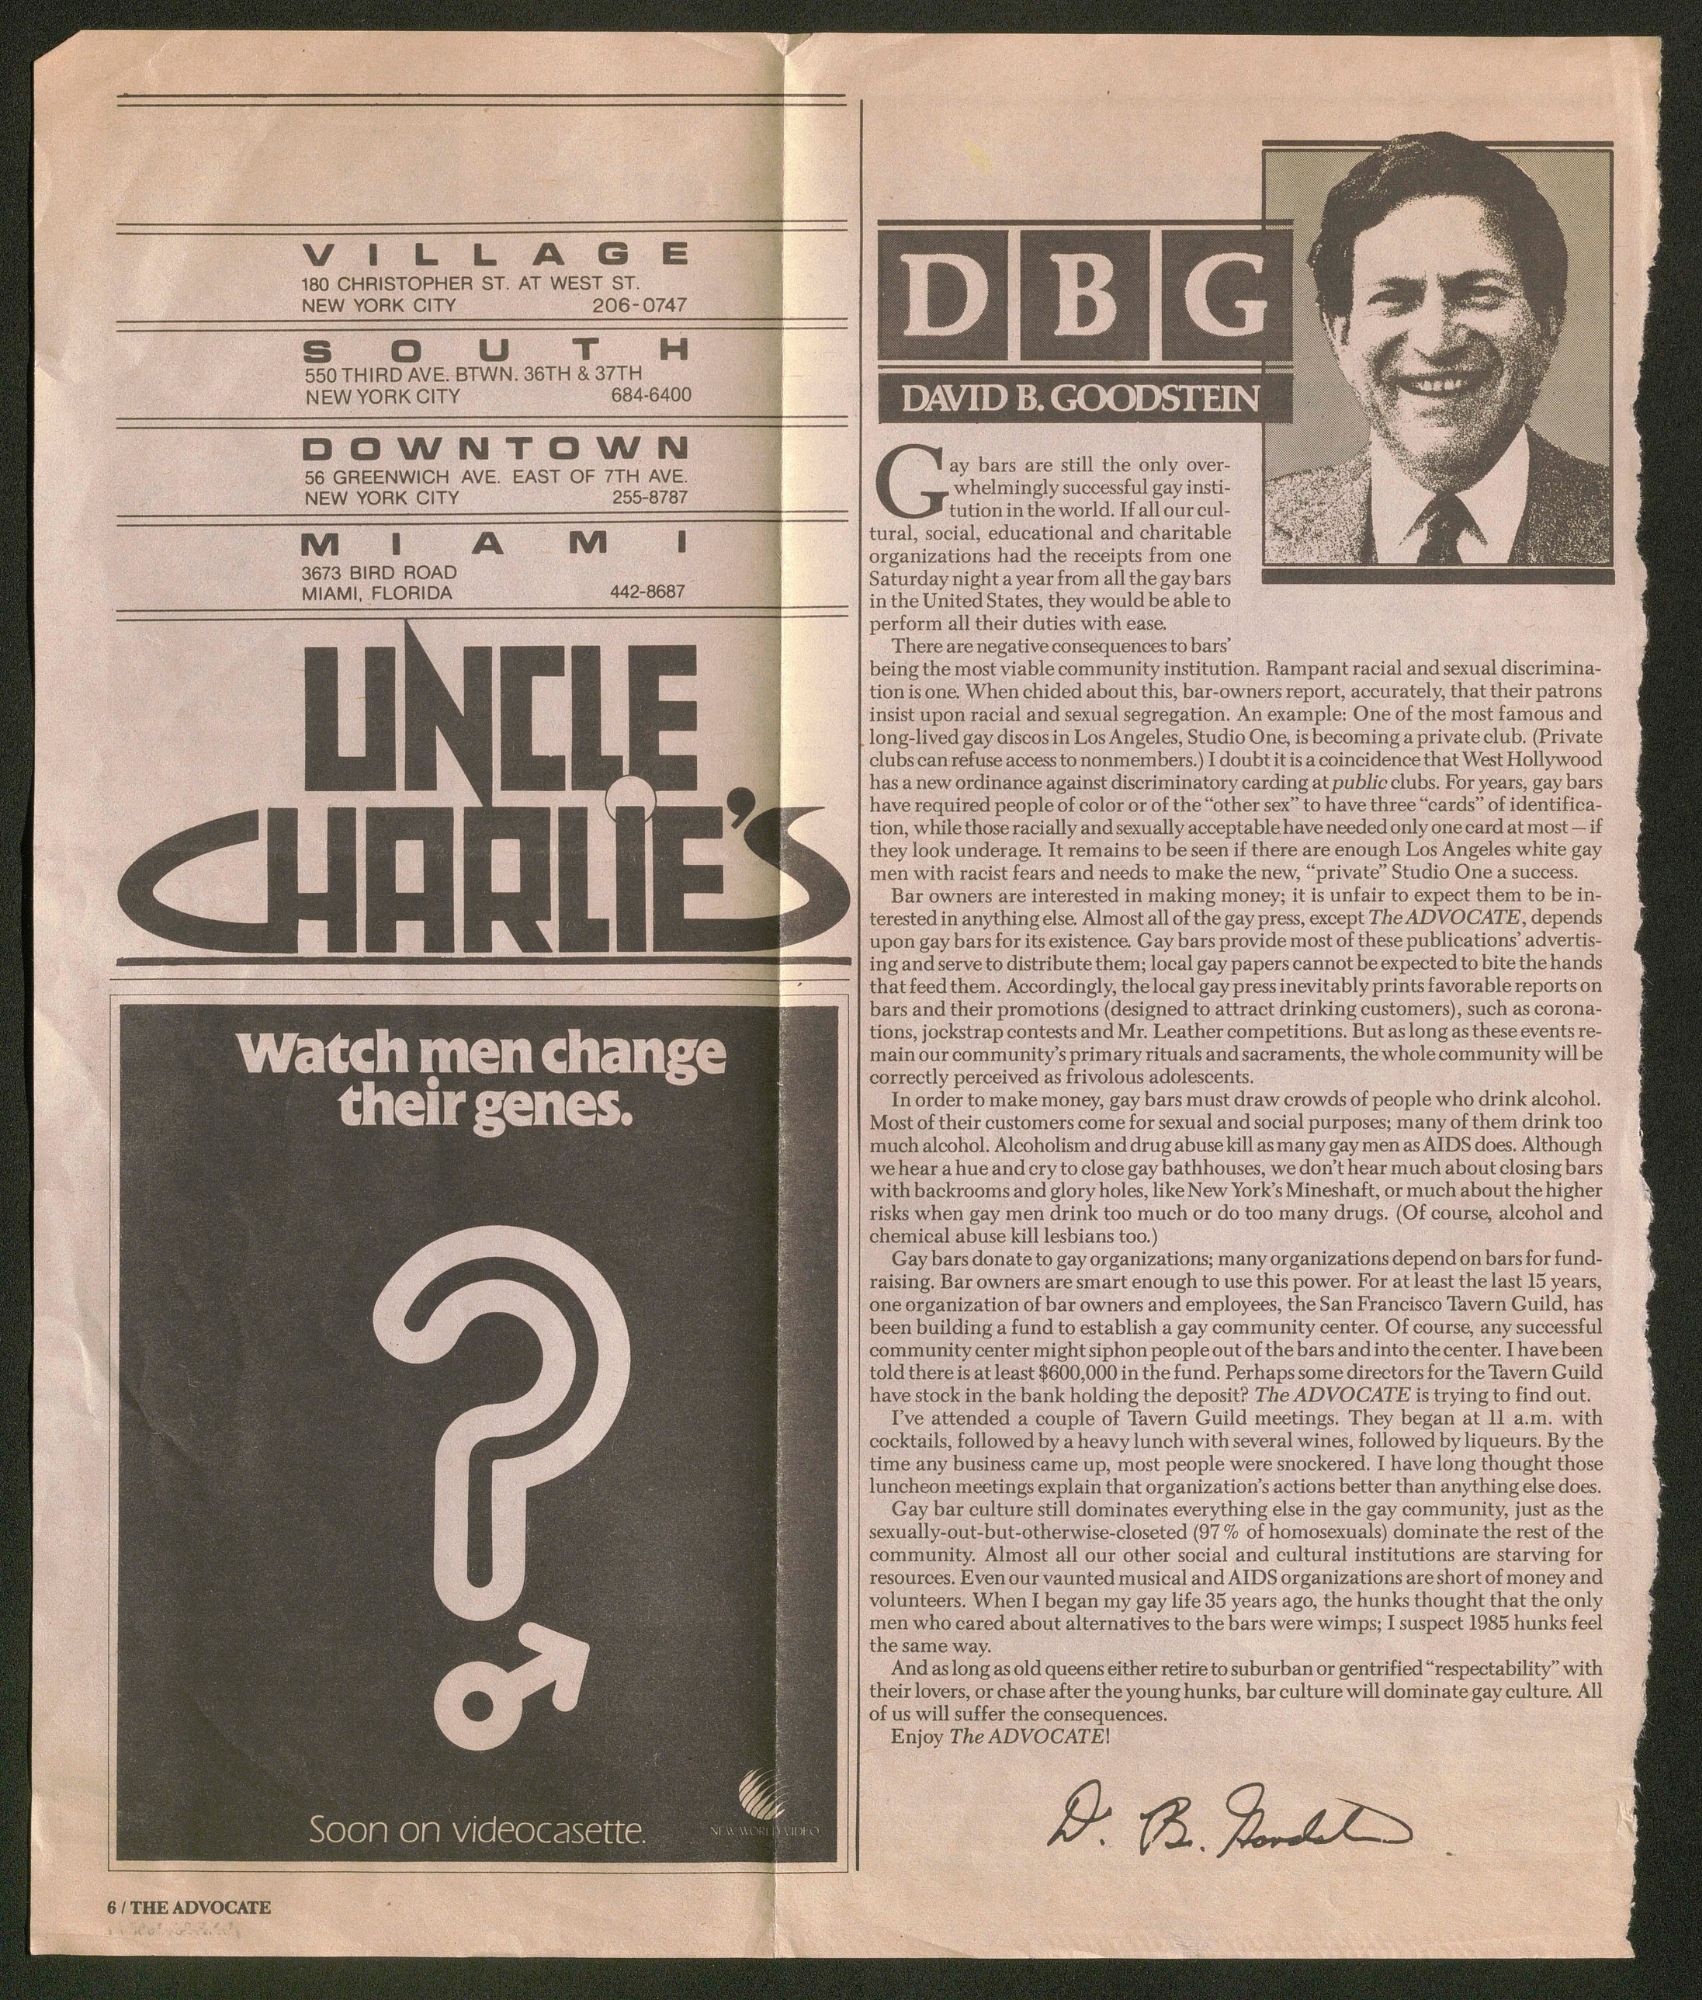 VILLAGE
180 CHRISTOPHER ST. AT WEST ST.
NEW YORK CITY 206-0747
SOUTH
550 THIRD AVE. BTWN. 36TH & 37TH
NEW YORK CITY 684-6400
DOWNTOWN
56 GREENWICH AVE. EAST OF 7TH AVE.
NEW YORK CITY 255-8787
MIAMI
3673 BIRD ROAD
MIAMI, FLORIDA 442-8687
UNCLE
CHARLIE'S
Watch men change
their genes.
Soon on videocasette.
NEW WORLD VIDEO
6 / THE ADVOCATE
DBG
DAVID B. GOODSTEIN
Gay bars are still the only over-
whelmingly successful gay insti-
tution in the world. If all our cul-
tural, social, educational and charitable
organizations had the receipts from one
Saturday night a year from all the gay bars
in the United States, they would be able to
perform all their duties with ease.
There are negative consequences to bars'
being the most viable community institution. Rampant racial and sexual discrimina-
tion is one. When chided about this, bar-owners report, accurately, that their patrons
insist upon racial and sexual segregation. An example: One of the most famous and
long-lived gay discos in Los Angeles, Studio One, is becoming a private club. (Private
clubs can refuse access to nonmembers.) I doubt it is a coincidence that West Hollywood
has a new ordinance against discriminatory carding at public clubs. For years, gay bars
have required people of color or of the "other sex" to have three "cards" of identifica-
tion, while those racially and sexually acceptable have needed only one card at most — if
they look underage. It remains to be seen if there are enough Los Angeles white gay
men with racist fears and needs to make the new, "private" Studio One a success.
Bar owners are interested in making money; it is unfair to expect them to be in-
terested in anything else. Almost all of the gay press, except The ADVOCATE, depends
upon gay bars for its existence. Gay bars provide most of these publications' advertis-
ing and serve to distribute them; local gay papers cannot be expected to bite the hands
that feed them. Accordingly, the local gay press inevitably prints favorable reports on
bars and their promotions (designed to attract drinking customers), such as corona-
tions, jockstrap contests and Mr. Leather competitions. But as long as these events re-
main our community's primary rituals and sacraments, the whole community will be
correctly perceived as frivolous adolescents.
In order to make money, gay bars must draw crowds of people who drink alcohol.
Most of their customers come for sexual and social purposes; many of them drink too
much alcohol. Alcoholism and drug abuse kill as many gay men as AIDS does. Although
we hear a hue and cry to close gay bathhouses, we don't hear much about closing bars
with backrooms and glory holes, like New York's Mineshaft, or much about the higher
risks when gay men drink too much or do too many drugs. (Of course, alcohol and
chemical abuse kill lesbians too.)
Gay bars donate to gay organizations; many organizations depend on bars for fund-
raising. Bar owners are smart enough to use this power. For at least the last 15 years,
one organization of bar owners and employees, the San Francisco Tavern Guild, has
been building a fund to establish a gay community center. Of course, any successful
community center might siphon people out of the bars and into the center. I have been
told there is at least $600,000 in the fund. Perhaps some directors for the Tavern Guild
have stock in the bank holding the deposit? The ADVOCATE is trying to find out.
I've attended a couple of Tavern Guild meetings. They began at 11 a.m. with
cocktails, followed by a heavy lunch with several wines, followed by liqueurs. By the
time any business came up, most people were snockered. I have long thought those
luncheon meetings explain that organization's actions better than anything else does.
Gay bar culture still dominates everything else in the gay community, just as the
sexually-out-but-otherwise-closeted (97% of homosexuals) dominate the rest of the
community. Almost all our other social and cultural institutions are starving for
resources. Even our vaunted musical and AIDS organizations are short of money and
volunteers. When I began my gay life 35 years ago, the hunks thought that the only
men who cared about alternatives to the bars were wimps; I suspect 1985 hunks feel
the same way.
And as long as old queens either retire to suburban or gentrified "respectability" with
their lovers, or chase after the young hunks, bar culture will dominate gay culture. All
of us will suffer the consequences.
Enjoy The ADVOCATE!
D. B. Goodstein